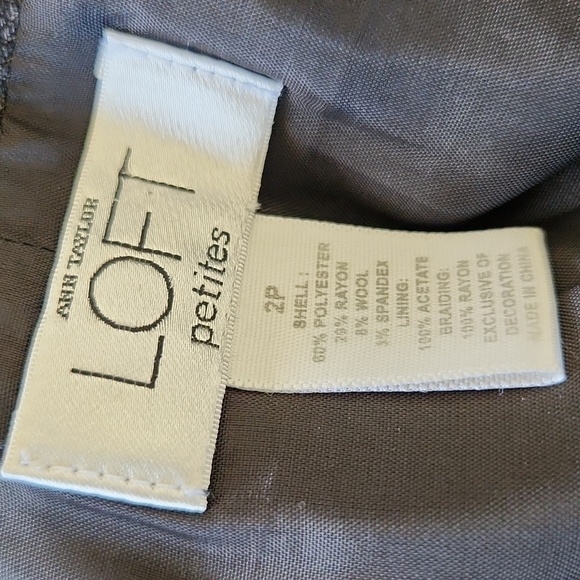 ANN TAYLOR
LOFT
petites
2P
SHELL:
60% POLYESTER
29% RAYON
8% WOOL
3% SPANDEX
LINING:
100% ACETATE
BRAIDING:
100% RAYON
EXCLUSIVE OF
DECORATION
MADE IN CHINA